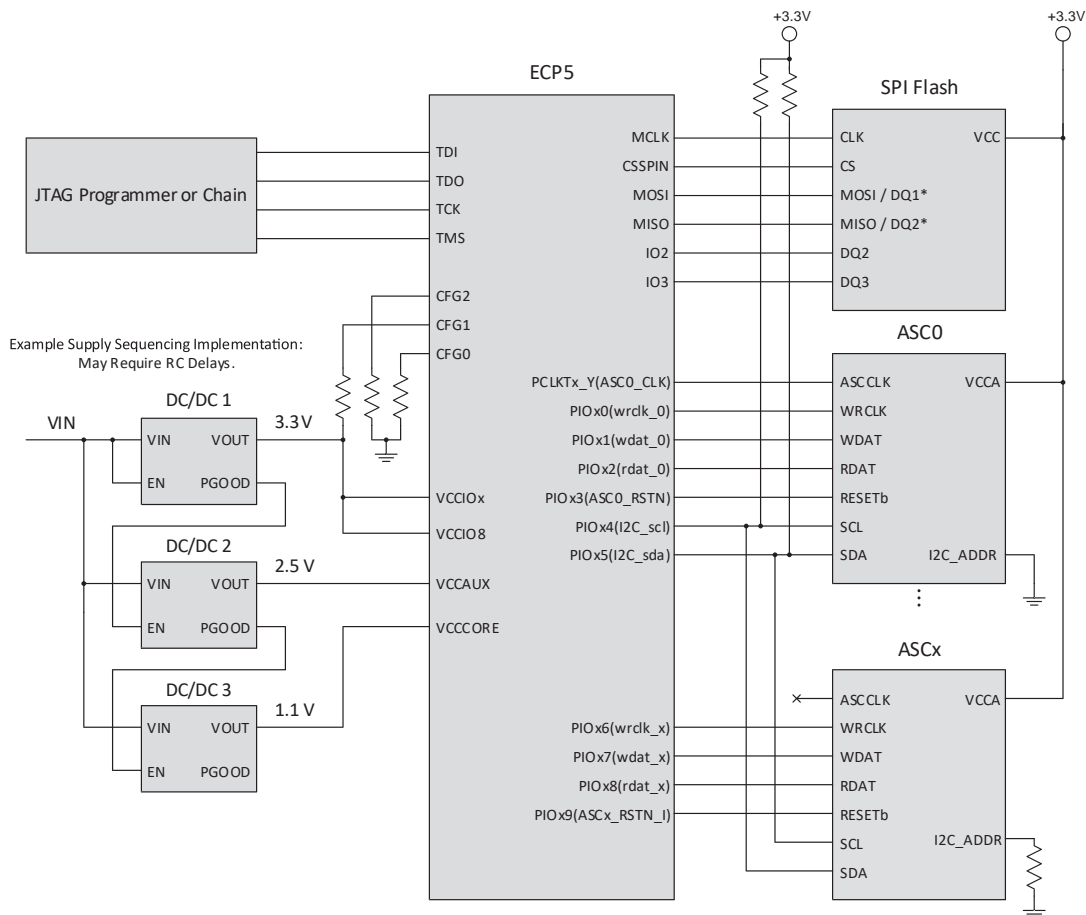 +3.3V
+3.3V
ECP5
SPI Flash
JTAG Programmer or Chain
TDI
TDO
TCK
TMS
CFG2
CFG1
CFG0
MCLK
CSSPIN
MOSI
MISO
IO2
IO3
CLK
CS
MOSI / DQ1*
MISO / DQ2*
DQ2
DQ3
VCC
Example Supply Sequencing Implementation:
May Require RC Delays.
VIN
DC/DC 1
VIN
VOUT
EN
PGOOD
3.3V
DC/DC 2
VIN
VOUT
EN
PGOOD
2.5 V
DC/DC 3
VIN
VOUT
EN
PGOOD
1.1 V
VCCIOx
VCCIO8
VCCAUX
VCCCORE
ASC0
PCLKTx_Y(ASC0_CLK)
PIOx0(wrclk_0)
PIOx1(wdat_0)
PIOx2(rdat_0)
PIOx3(ASC0_RSTN)
PIOx4(I2C_scl)
PIOx5(I2C_sda)
ASCCLK
WRCLK
WDAT
RDAT
RESETb
SCL
SDA
VCCA
I2C_ADDR
ASCx
PIOx6(wrclk_x)
PIOx7(wdat_x)
PIOx8(rdat_x)
PIOx9(ASCx_RSTN_I)
ASCCLK
WRCLK
WDAT
RDAT
RESETb
SCL
SDA
VCCA
I2C_ADDR